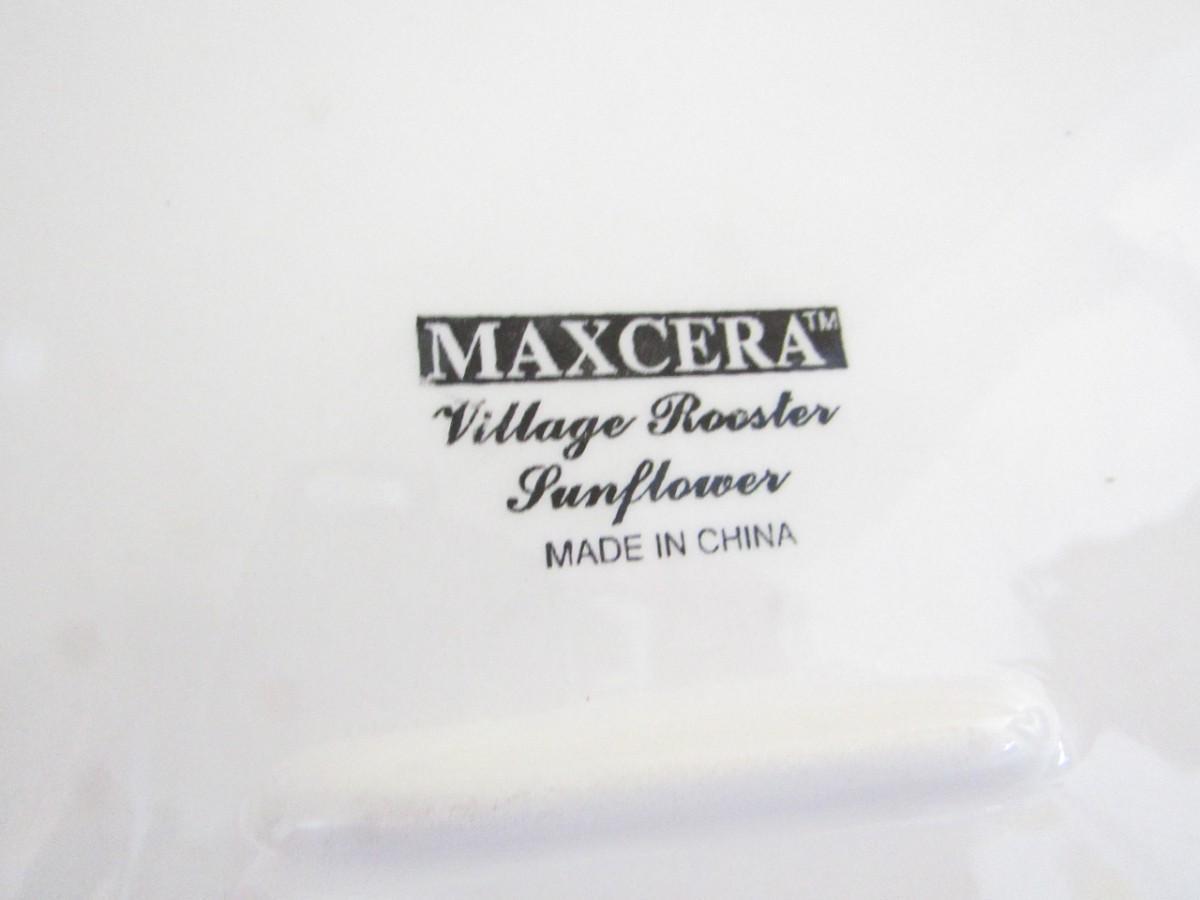 MAXCERA™
Village Rooster
Sunflower
MADE IN CHINA